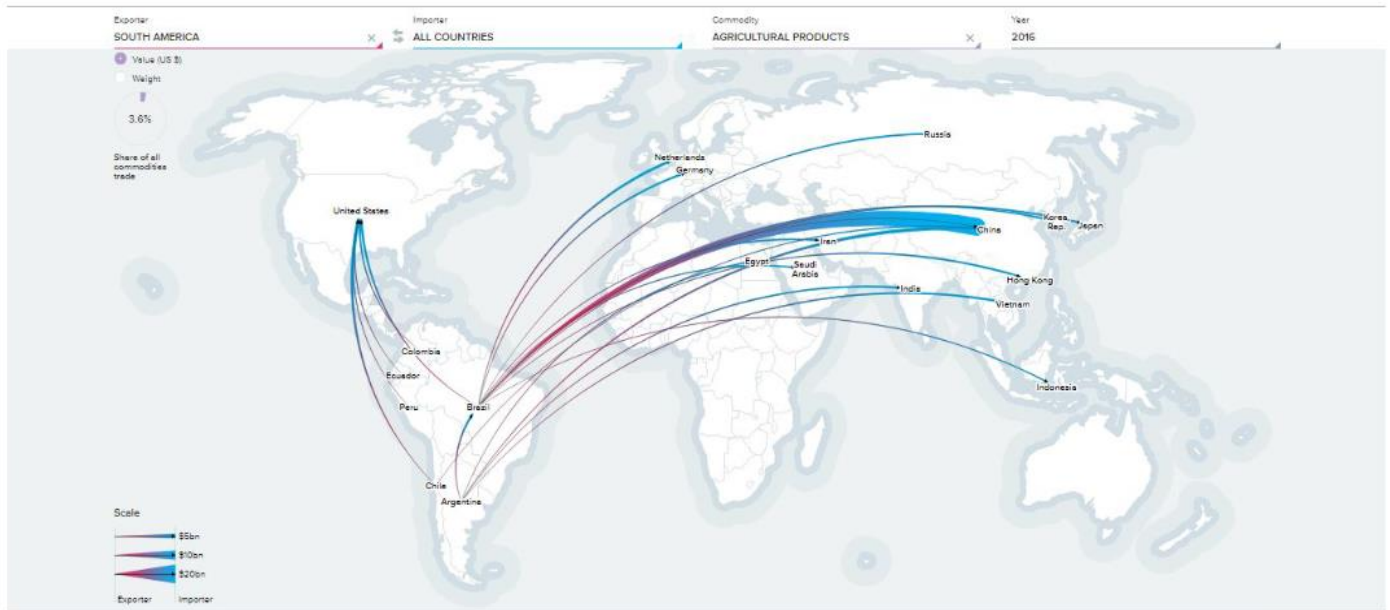 Exporter
SOUTH AMERICA
Importer
ALL COUNTRIES
Commodity
AGRICULTURAL PRODUCTS
Year
2016
Value (US $)
Weight
3.6%
Share of all
commodities
trade
Russia
Netherlands
Germany
United States
Korea
Rep.
Japan
China
Iran
Egypt
Saudi
Arabia
Hong Kong
India
Vietnam
Colombia
Ecuador
Indonesia
Peru
Brazil
Chile
Argentina
Scale
$5bn
$10bn
$20bn
Exporter
Importer